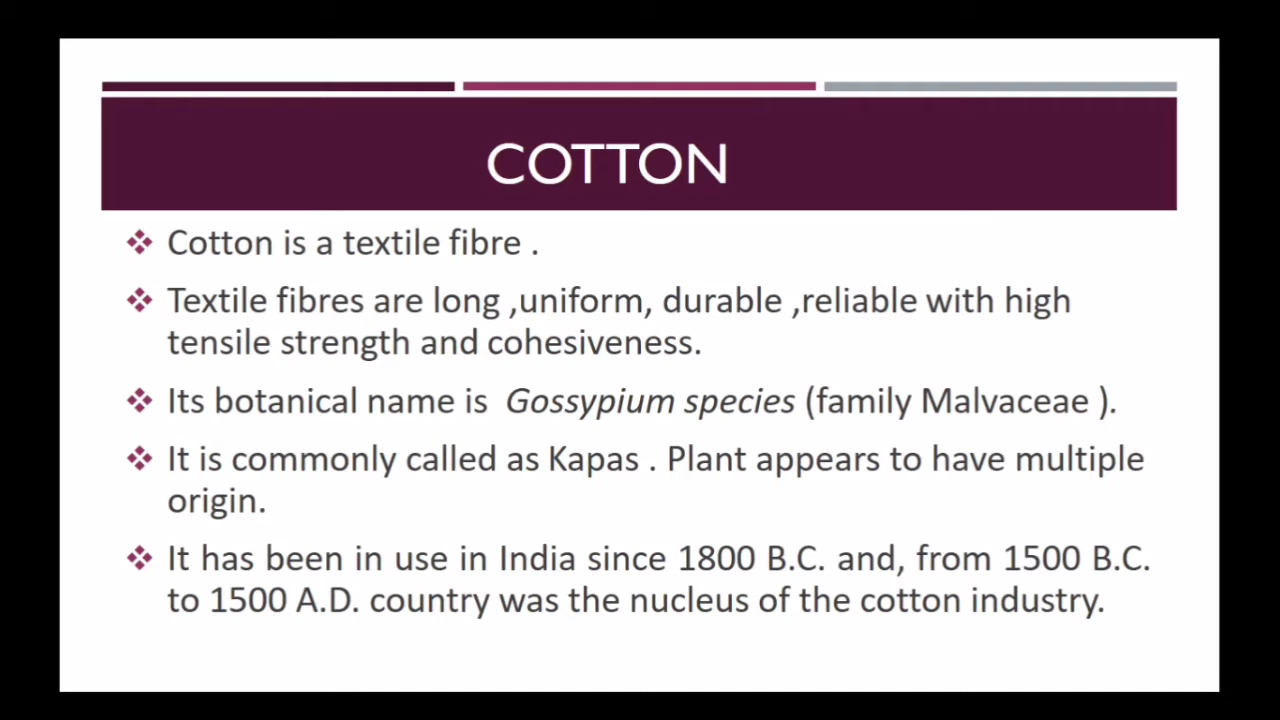 COTTON
Cotton is a textile fibre .
Textile fibres are long ,uniform, durable ,reliable with high
tensile strength and cohesiveness.
Its botanical name is Gossypium species (family Malvaceae ).
It is commonly called as Kapas . Plant appears to have multiple
origin.
It has been in use in India since 1800 B.C. and, from 1500 B.C.
to 1500 A.D. country was the nucleus of the cotton industry.